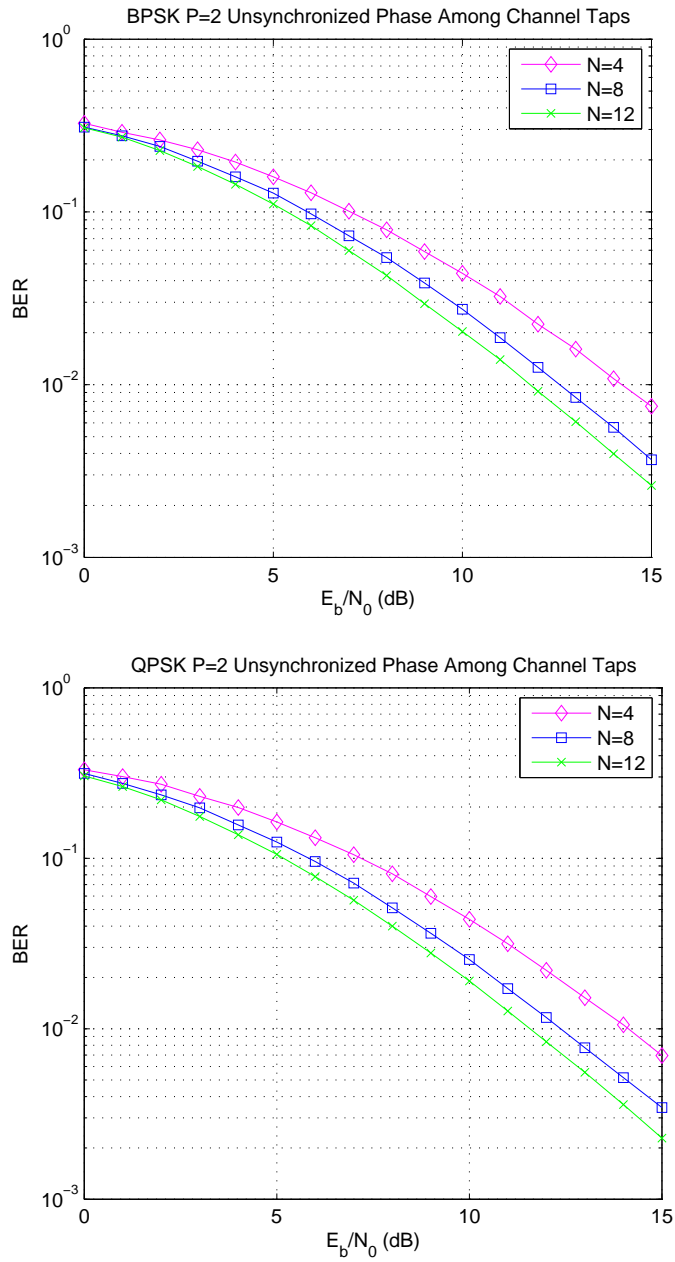 BPSK P=2 Unsynchronized Phase Among Channel Taps
N=4
N=8
N=12
10^0
10^-1
10^-2
10^-3
BER
0 5 10 15
E_b/N_0 (dB)
QPSK P=2 Unsynchronized Phase Among Channel Taps
N=4
N=8
N=12
10^0
10^-1
10^-2
10^-3
BER
0 5 10 15
E_b/N_0 (dB)